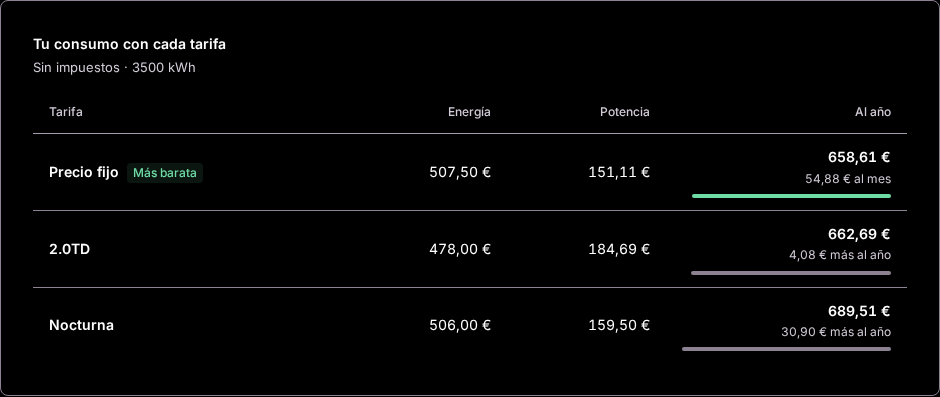 Tu consumo con cada tarifa
Sin impuestos · 3500 kWh
Tarifa Energía Potencia Al año
Precio fijo Más barata 507,50 € 151,11 € 658,61 €
54,88 € al mes
2.0TD 478,00 € 184,69 € 662,69 €
4,08 € más al año
Nocturna 506,00 € 159,50 € 689,51 €
30,90 € más al año